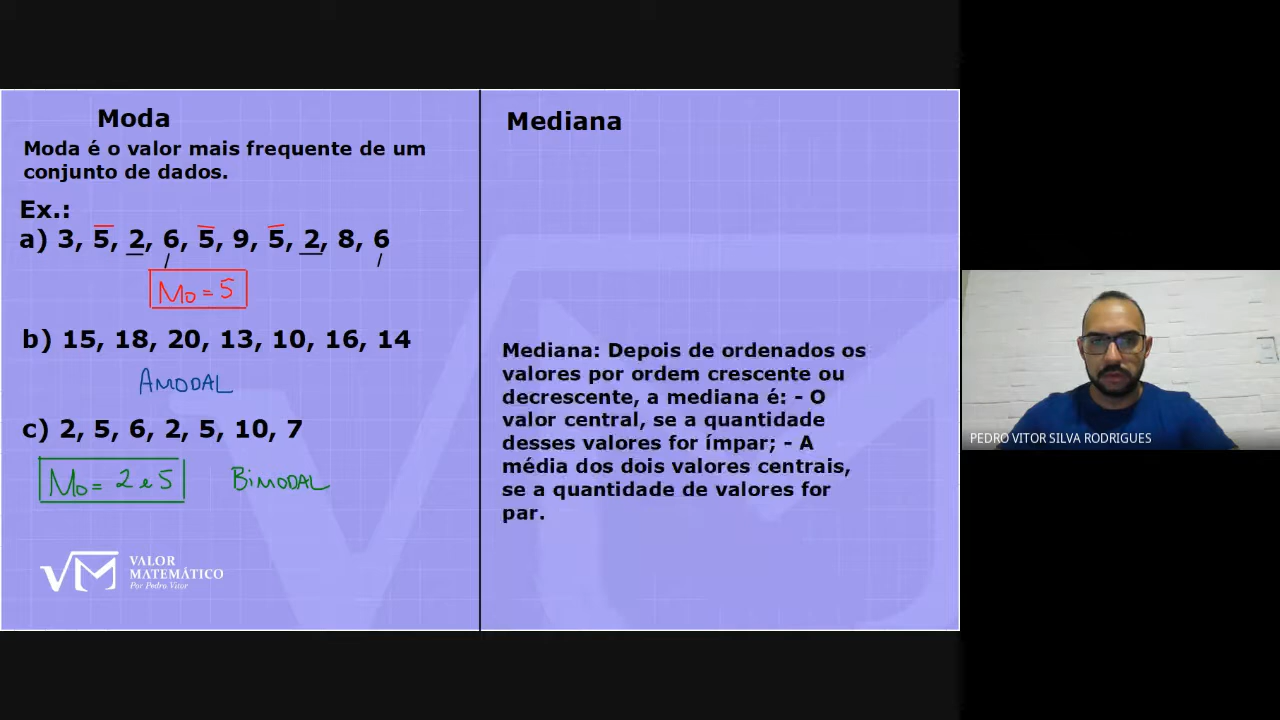 Moda
Moda é o valor mais frequente de um
conjunto de dados.
Ex.:
a) 3, 5, 2, 6, 5, 9, 5, 2, 8, 6
Mo = 5
b) 15, 18, 20, 13, 10, 16, 14
AMODAL
c) 2, 5, 6, 2, 5, 10, 7
Mo = 2 e 5 BiMODAL
VM VALOR
MATEMÁTICO
Por Pedro Vitor
Mediana
Mediana: Depois de ordenados os
valores por ordem crescente ou
decrescente, a mediana é: - O
valor central, se a quantidade
desses valores for ímpar; - A
média dos dois valores centrais,
se a quantidade de valores for
par.
PEDRO VITOR SILVA RODRIGUES